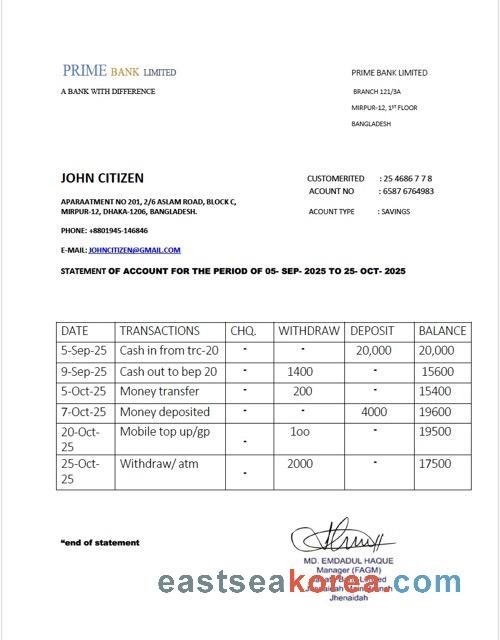 PRIME BANK LIMITED
A BANK WITH DIFFERENCE
PRIME BANK LIMITED
BRANCH 121/3A
MIRPUR-12, 1ST FLOOR
BANGLADESH
JOHN CITIZEN
APARAATMENT NO 201, 2/6 ASLAM ROAD, BLOCK C,
MIRPUR-12, DHAKA-1206, BANGLADESH.
PHONE: +8801945-146846
E-MAIL: JOHNCITIZEN@GMAIL.COM
CUSTOMERITED : 25 4686 7 7 8
ACOUNT NO : 6587 6764983
ACOUNT TYPE : SAVINGS
STATEMENT OF ACCOUNT FOR THE PERIOD OF 05- SEP- 2025 TO 25- OCT- 2025
DATE TRANSACTIONS CHQ. WITHDRAW DEPOSIT BALANCE
5-Sep-25 Cash in from trc-20 - - 20,000 20,000
9-Sep-25 Cash out to bep 20 - 1400 - 15600
5-Oct-25 Money transfer - 200 - 15400
7-Oct-25 Money deposited - - 4000 19600
20-Oct-25 Mobile top up/gp - 1oo - 19500
25-Oct-25 Withdraw/ atm - 2000 - 17500
*end of statement
MD. EMDADUL HAQUE
Manager (FAGM)
Jhenaidah
eastseakorea.com